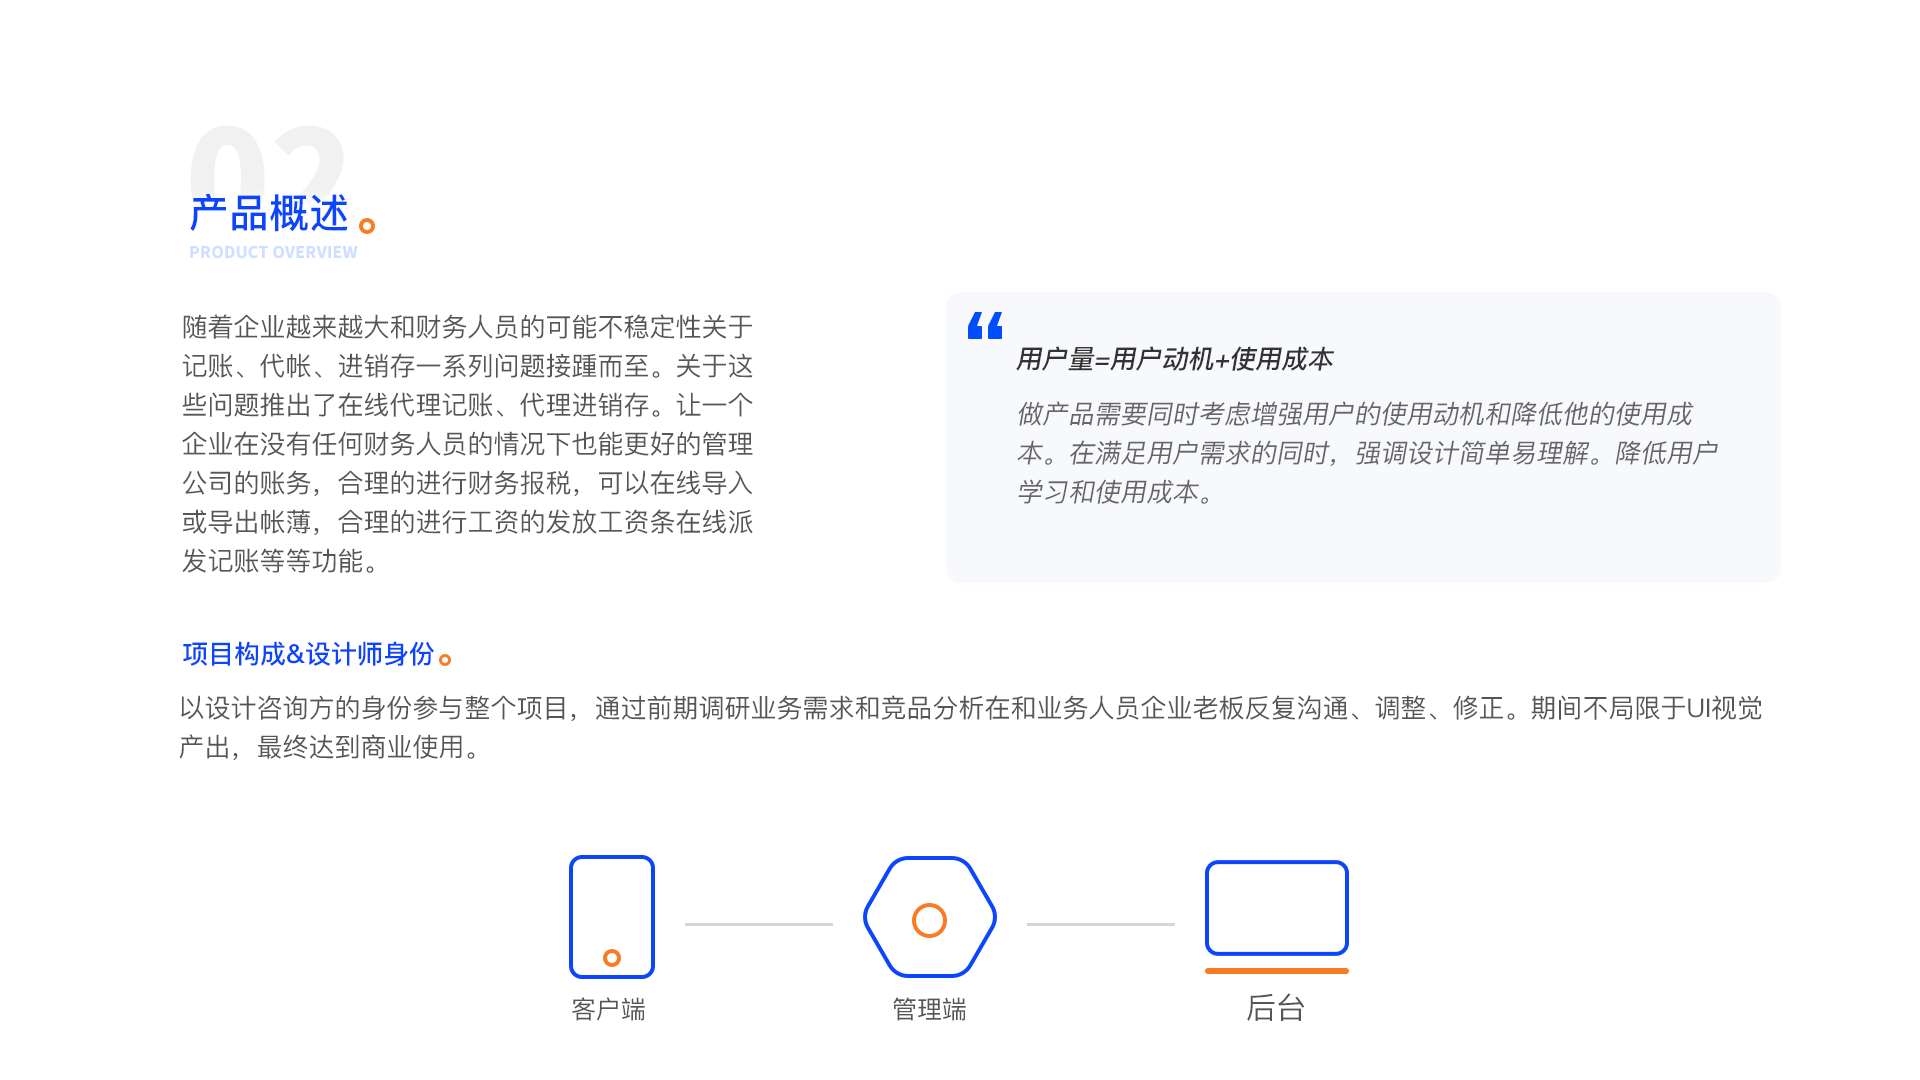 02
产品概述
PRODUCT OVERVIEW
随着企业越来越大和财务人员的可能不稳定性关于
记账、代帐、进销存一系列问题接踵而至。关于这
些问题推出了在线代理记账、代理进销存。让一个
企业在没有任何财务人员的情况下也能更好的管理
公司的账务，合理的进行财务报税，可以在线导入
或导出帐薄，合理的进行工资的发放工资条在线派
发记账等等功能。
用户量=用户动机+使用成本
做产品需要同时考虑增强用户的使用动机和降低他的使用成
本。在满足用户需求的同时，强调设计简单易理解。降低用户
学习和使用成本。
项目构成&设计师身份
以设计咨询方的身份参与整个项目，通过前期调研业务需求和竞品分析在和业务人员企业老板反复沟通、调整、修正。期间不局限于UI视觉
产出，最终达到商业使用。
客户端
管理端
后台